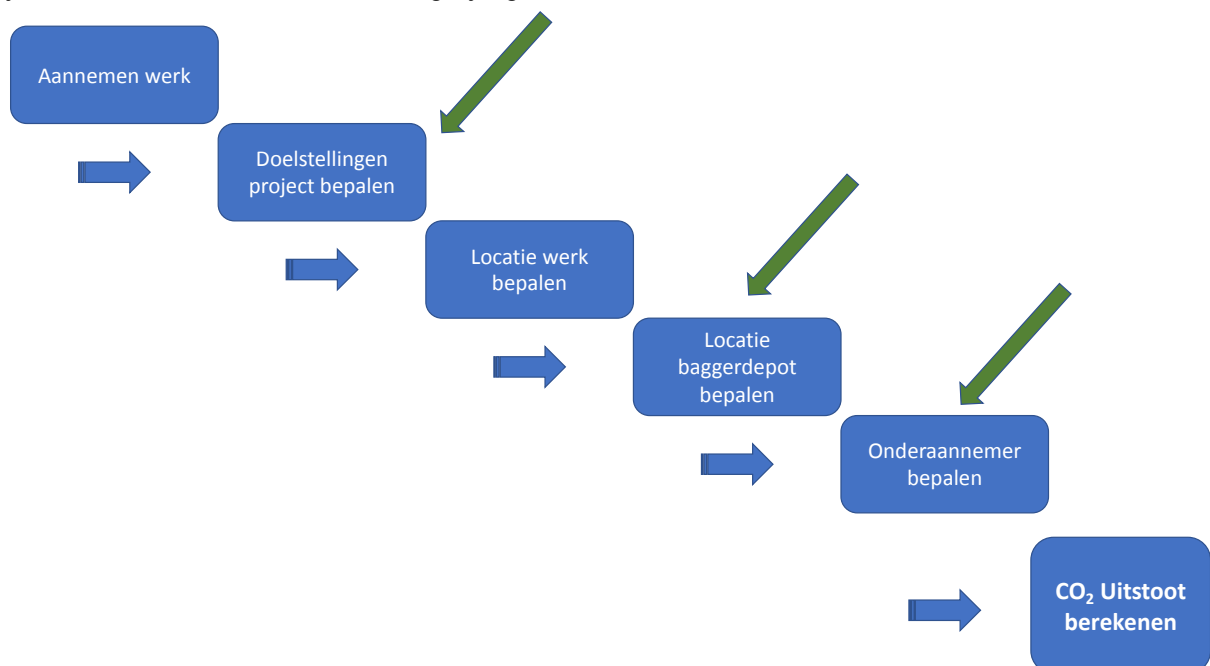 Aannemen werk
Doelstellingen
project bepalen
Locatie werk
bepalen
Locatie
baggerdepot
bepalen
Onderaannemer
bepalen
CO₂ Uitstoot
berekenen